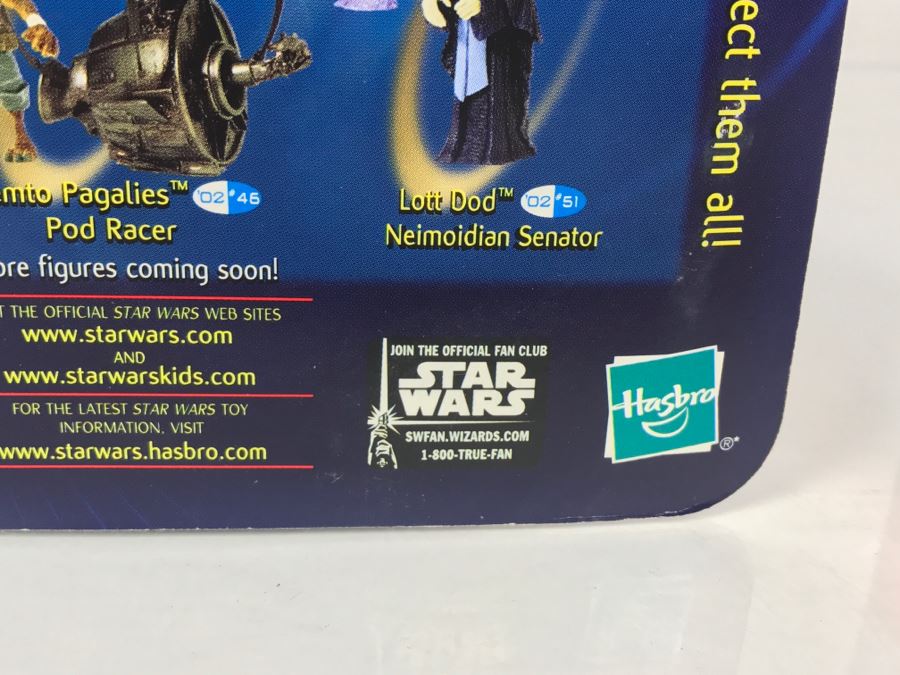 emto Pagalies™ '02 #46
Pod Racer
ore figures coming soon!
T THE OFFICIAL STAR WARS WEB SITES
www.starwars.com
AND
www.starwarskids.com
FOR THE LATEST STAR WARS TOY
INFORMATION, VISIT
www.starwars.hasbro.com
Lott Dod™ '02 #51
Neimoidian Senator
JOIN THE OFFICIAL FAN CLUB
STAR
WARS
SWFAN.WIZARDS.COM
1-800-TRUE-FAN
Hasbro
®*
ect them all!